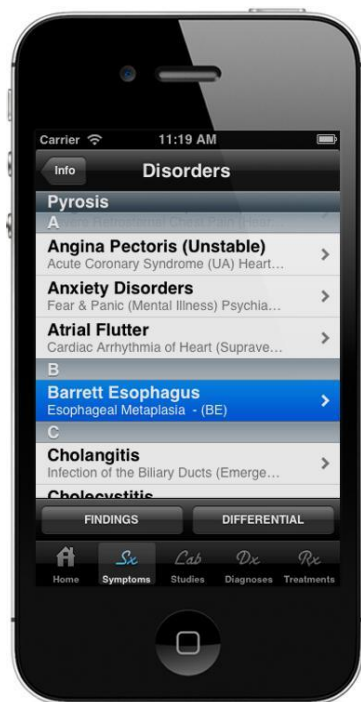 Carrier 11:19 AM
Info Disorders
Pyrosis
A
Angina Pectoris (Unstable)
Acute Coronary Syndrome (UA) Heart...
Anxiety Disorders
Fear & Panic (Mental Illness) Psychia...
Atrial Flutter
Cardiac Arrhythmia of Heart (Suprave...
B
Barrett Esophagus
Esophageal Metaplasia - (BE)
C
Cholangitis
Infection of the Biliary Ducts (Emerge...
Cholecystitis
FINDINGS DIFFERENTIAL
Sx Lab Dx Rx
Home Symptoms Studies Diagnoses Treatments